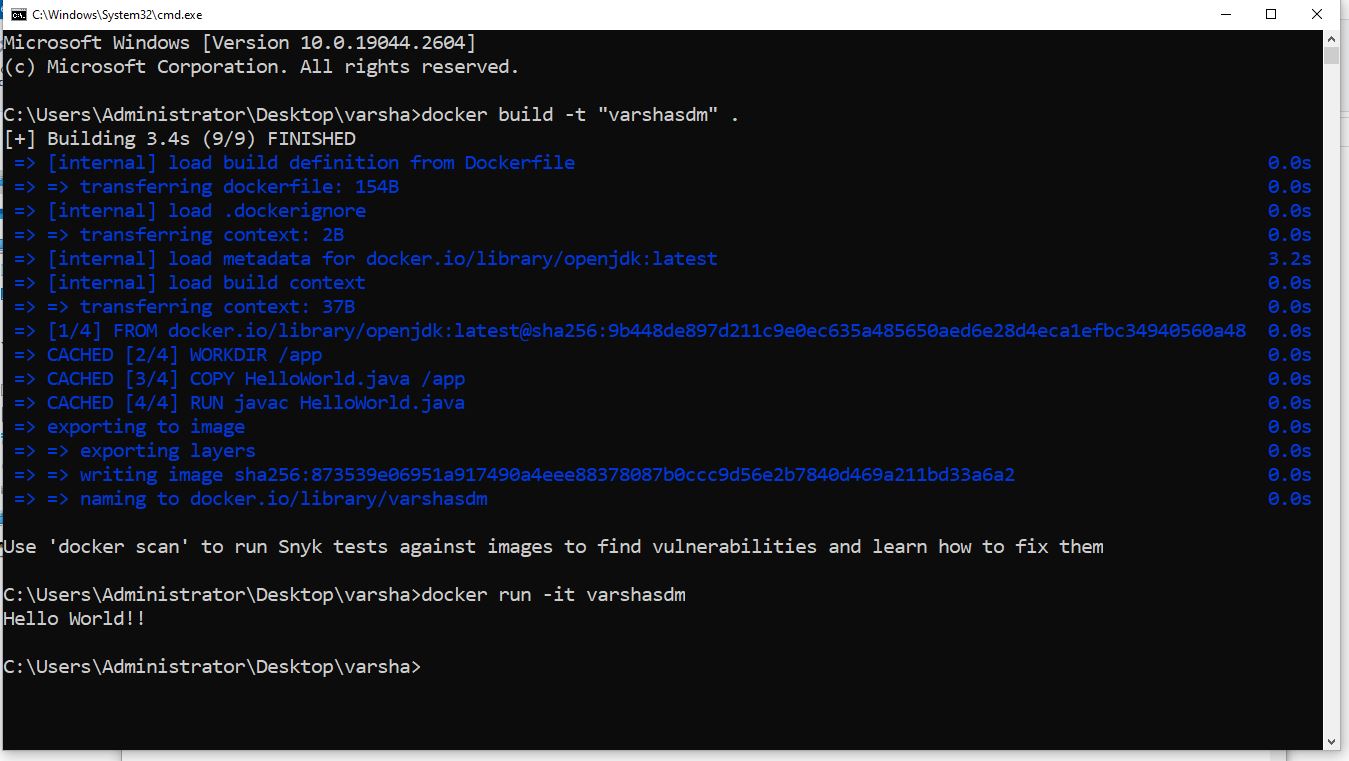 C:\Windows\System32\cmd.exe
Microsoft Windows [Version 10.0.19044.2604]
(c) Microsoft Corporation. All rights reserved.
C:\Users\Administrator\Desktop\varsha>docker build -t "varshasdm" .
[+] Building 3.4s (9/9) FINISHED
=> [internal] load build definition from Dockerfile 0.0s
=> => transferring dockerfile: 154B 0.0s
=> [internal] load .dockerignore 0.0s
=> => transferring context: 2B 0.0s
=> [internal] load metadata for docker.io/library/openjdk:latest 3.2s
=> [internal] load build context 0.0s
=> => transferring context: 37B 0.0s
=> [1/4] FROM docker.io/library/openjdk:latest@sha256:9b448de897d211c9e0ec635a485650aed6e28d4eca1efbc34940560a48 0.0s
=> CACHED [2/4] WORKDIR /app 0.0s
=> CACHED [3/4] COPY HelloWorld.java /app 0.0s
=> CACHED [4/4] RUN javac HelloWorld.java 0.0s
=> exporting to image 0.0s
=> => exporting layers 0.0s
=> => writing image sha256:873539e06951a917490a4eee88378087b0ccc9d56e2b7840d469a211bd33a6a2 0.0s
=> => naming to docker.io/library/varshasdm 0.0s
Use 'docker scan' to run Snyk tests against images to find vulnerabilities and learn how to fix them
C:\Users\Administrator\Desktop\varsha>docker run -it varshasdm
Hello World!!
C:\Users\Administrator\Desktop\varsha>